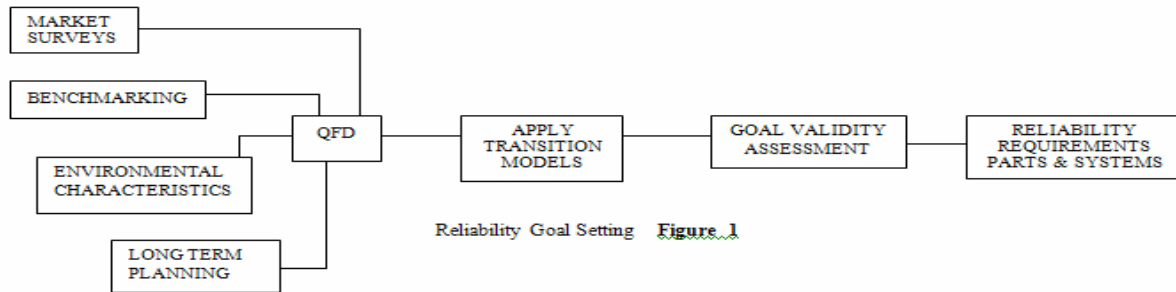 MARKET
SURVEYS
BENCHMARKING
QFD
APPLY
TRANSITION
MODELS
GOAL VALIDITY
ASSESSMENT
RELIABILITY
REQUIREMENTS
PARTS & SYSTEMS
ENVIRONMENTAL
CHARACTERISTICS
LONG TERM
PLANNING
Reliability Goal Setting Figure 1